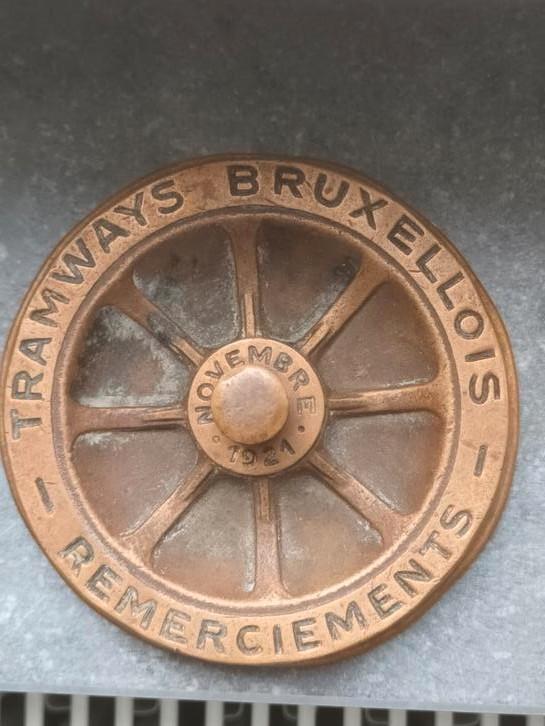 TRAMWAYS BRUXELLOIS
— REMERCIEMENTS —
NOVEMBRE
· 1921 ·